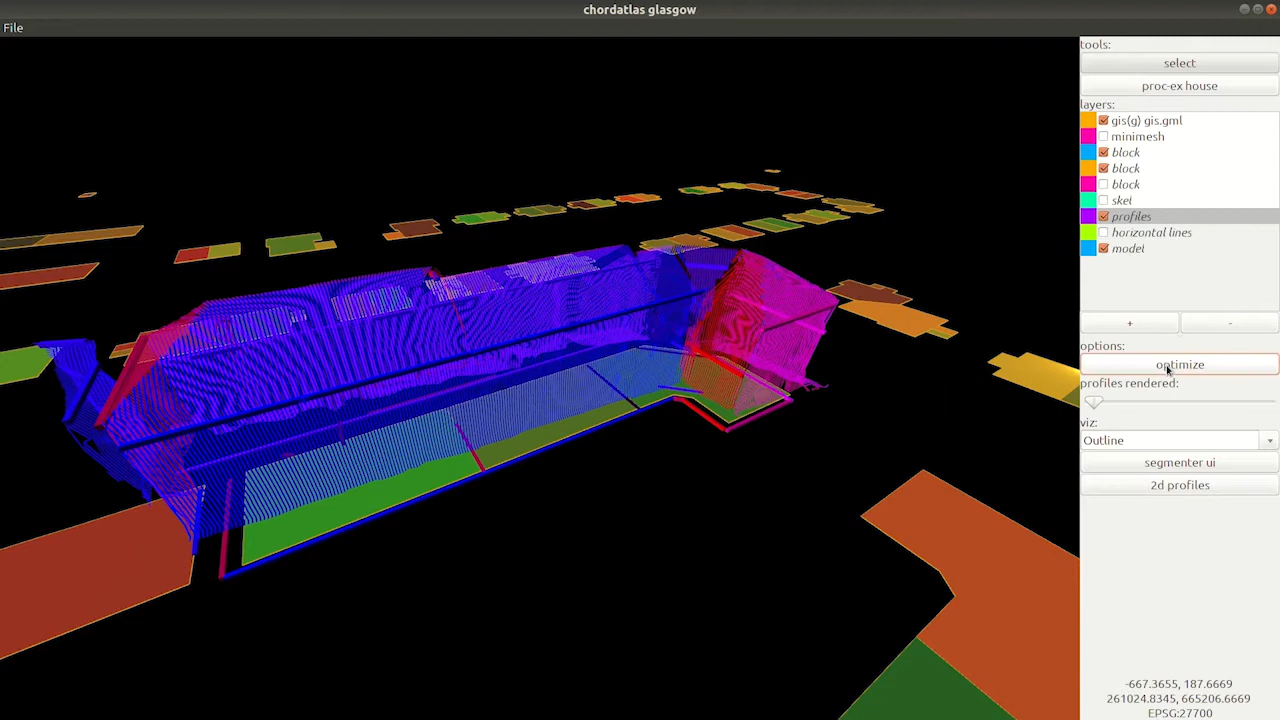 chordatlas glasgow
File
tools:
select
proc-ex house
layers:
gis(g) gis.gml
minimesh
block
block
block
skel
profiles
horizontal lines
model
+ -
options:
optimize
profiles rendered:
viz:
Outline
segmenter ui
2d profiles
-667.3655, 187.6669
261024.8345, 665206.6669
EPSG:27700